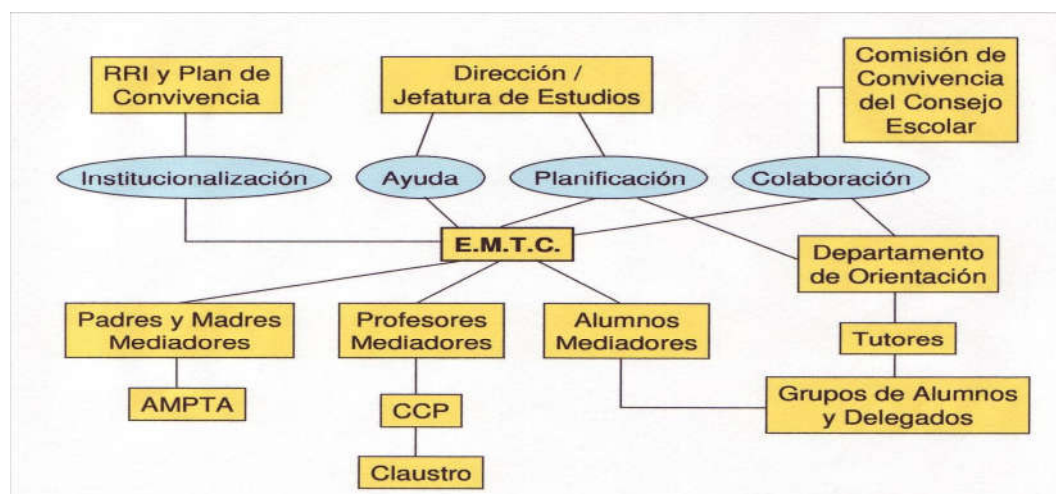 RRI y Plan de
Convivencia
Dirección /
Jefatura de Estudios
Comisión de
Convivencia
del Consejo
Escolar
Institucionalización
Ayuda
Planificación
Colaboración
E.M.T.C.
Departamento
de Orientación
Padres y Madres
Mediadores
Profesores
Mediadores
Alumnos
Mediadores
Tutores
AMPTA
CCP
Grupos de Alumnos
y Delegados
Claustro